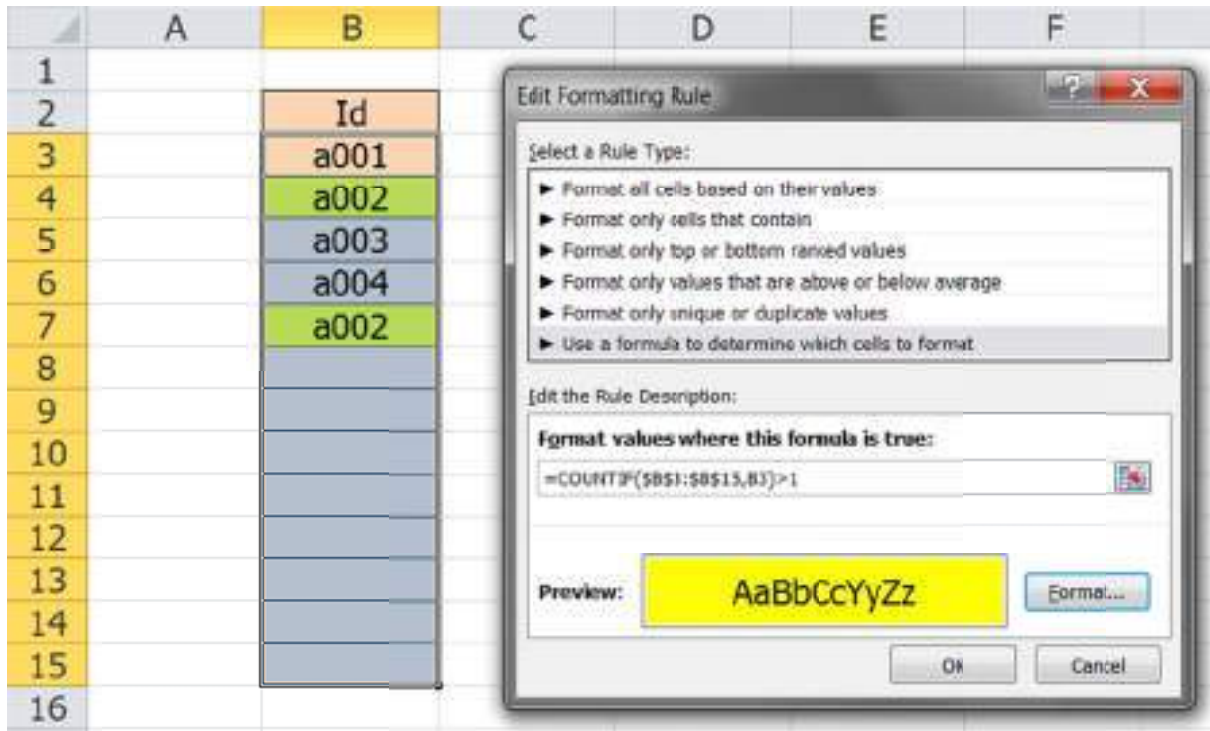 A B C D E F
1
2 Id
3 a001
4 a002
5 a003
6 a004
7 a002
8
9
10
11
12
13
14
15
16
Edit Formatting Rule
Select a Rule Type:
► Format all cells based on their values
► Format only cells that contain
► Format only top or bottom ranked values
► Format only values that are above or below average
► Format only unique or duplicate values
► Use a formula to determine which cells to format
Edit the Rule Description:
Format values where this formula is true:
=COUNTIF($B$3:$B$15,B3)>1
Preview: AaBbCcYyZz Format...
OK Cancel